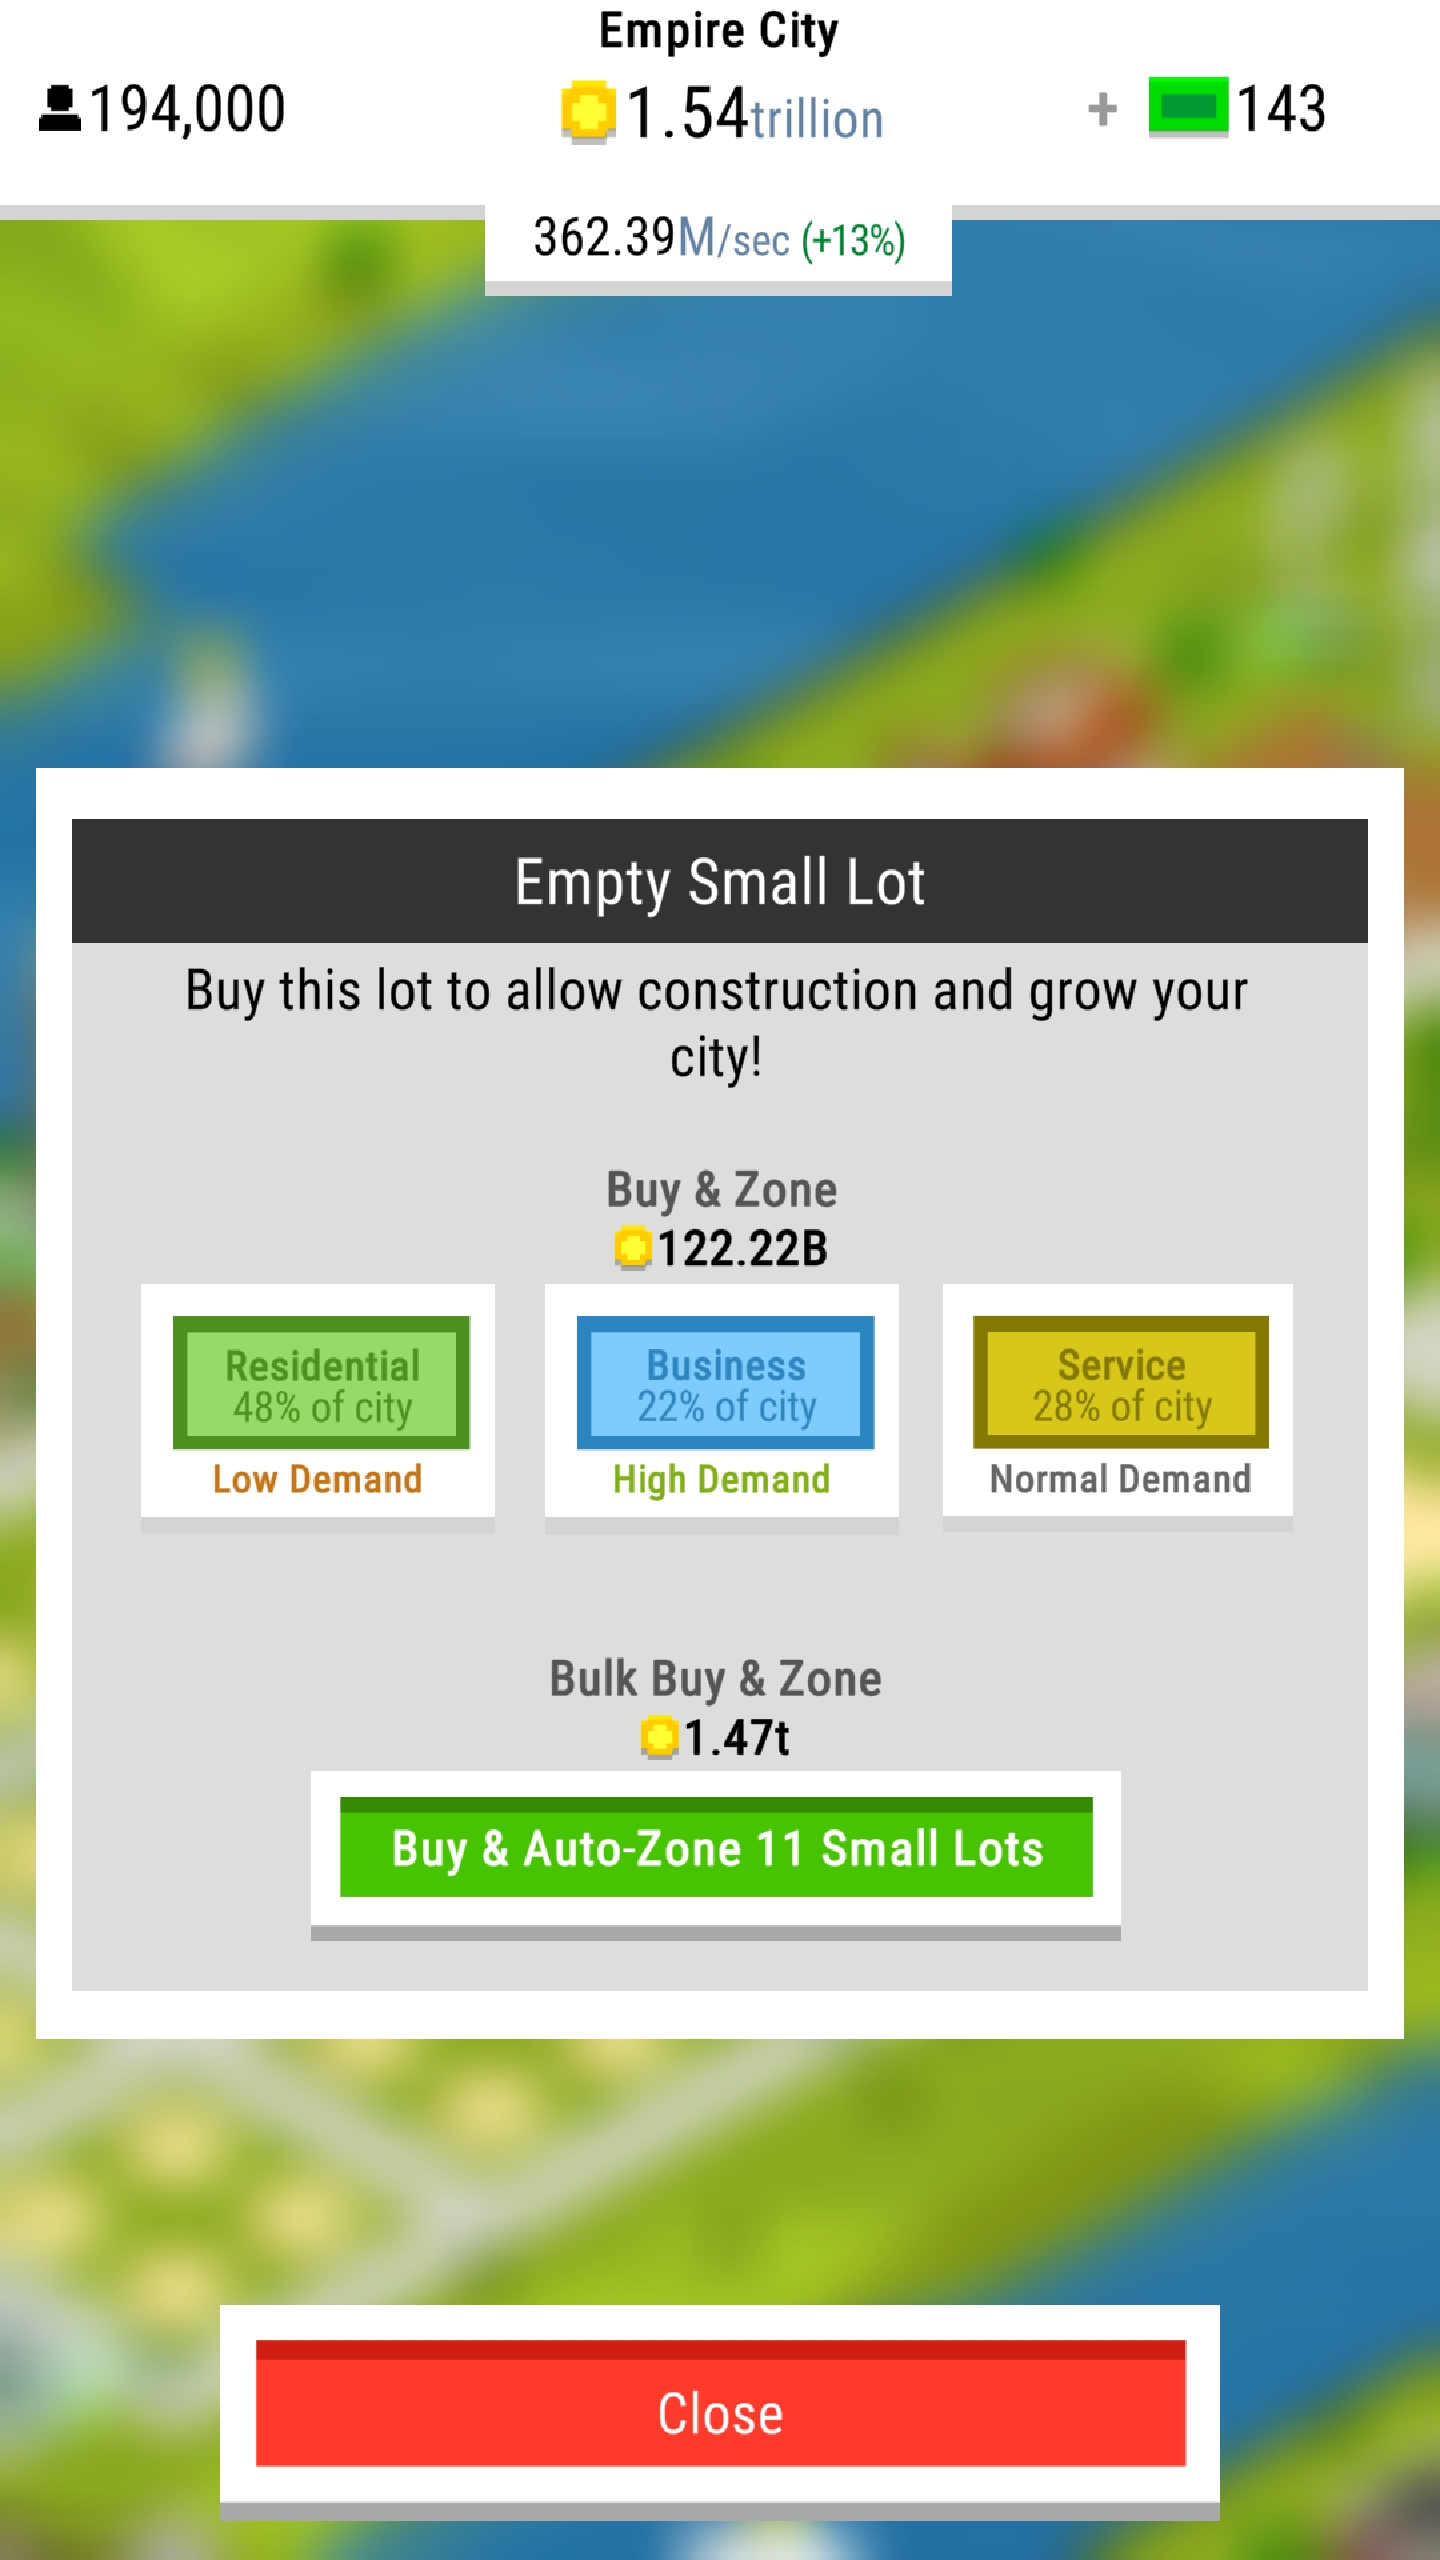 Empire City
194,000
1.54trillion
+ 143
362.39M/sec (+13%)
Empty Small Lot
Buy this lot to allow construction and grow your
city!
Buy & Zone
122.22B
Residential
48% of city
Low Demand
Business
22% of city
High Demand
Service
28% of city
Normal Demand
Bulk Buy & Zone
1.47t
Buy & Auto-Zone 11 Small Lots
Close